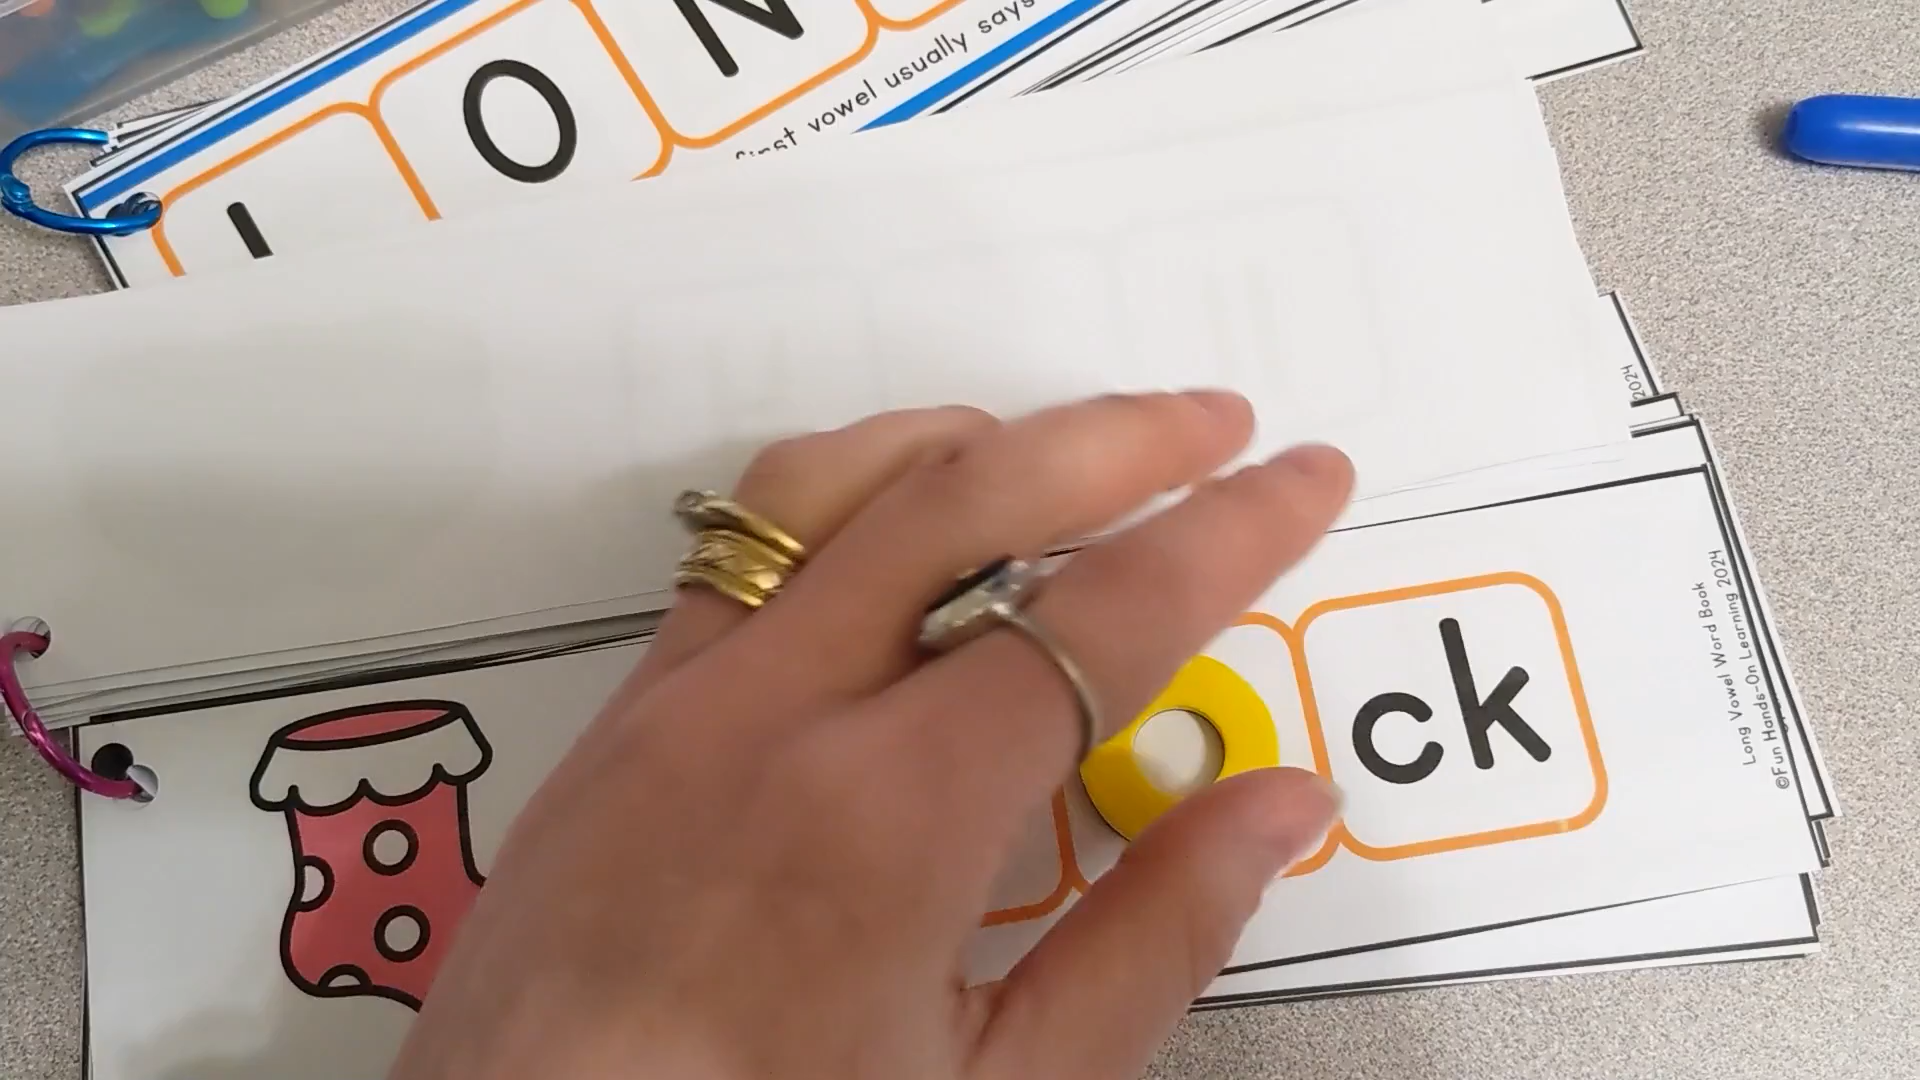 O N
first vowel usually says
2024
ck
Long Vowel Word Book
©Fun Hands-On Learning 2024